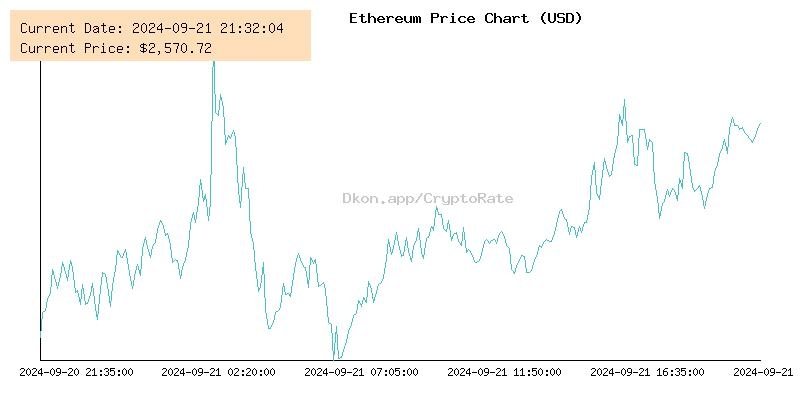 Ethereum Price Chart (USD)
Current Date: 2024-09-21 21:32:04
Current Price: $2,570.72
Dkon.app/CryptoRate
2024-09-20 21:35:00 2024-09-21 02:20:00 2024-09-21 07:05:00 2024-09-21 11:50:00 2024-09-21 16:35:00 2024-09-21